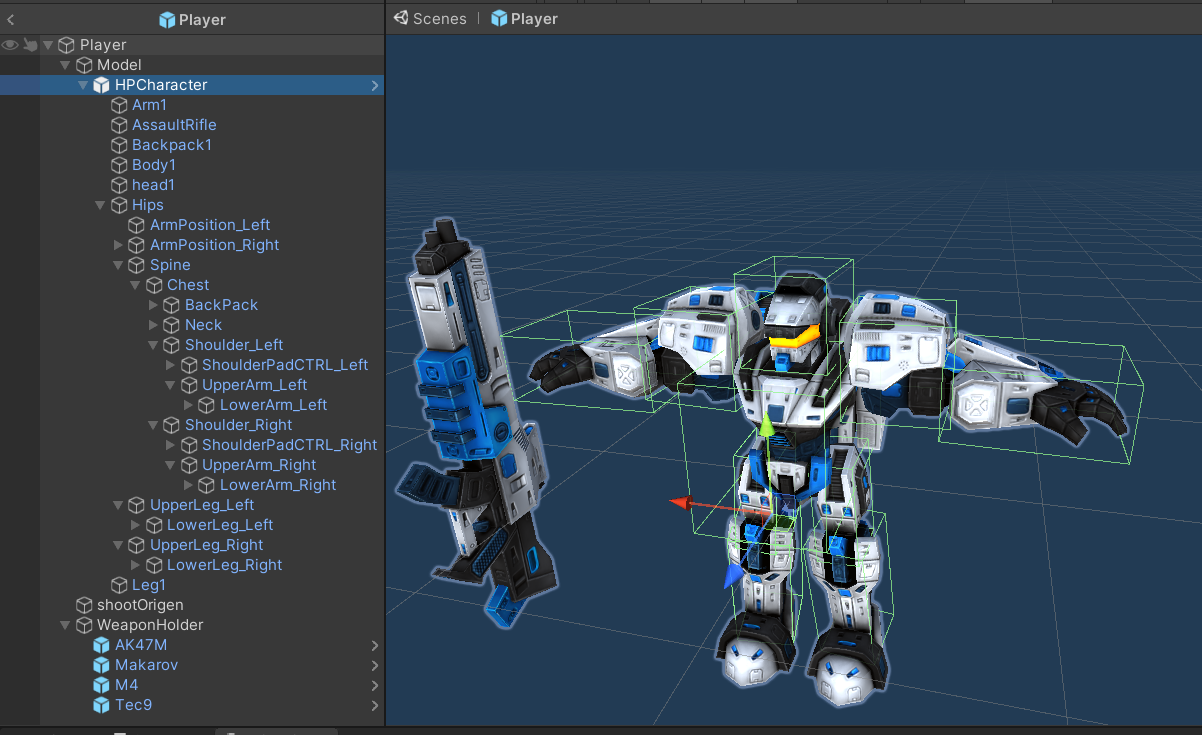 Player
Scenes | Player
Player
Model
HPCharacter
Arm1
AssaultRifle
Backpack1
Body1
head1
Hips
ArmPosition_Left
ArmPosition_Right
Spine
Chest
BackPack
Neck
Shoulder_Left
ShoulderPadCTRL_Left
UpperArm_Left
LowerArm_Left
Shoulder_Right
ShoulderPadCTRL_Right
UpperArm_Right
LowerArm_Right
UpperLeg_Left
LowerLeg_Left
UpperLeg_Right
LowerLeg_Right
Leg1
shootOrigen
WeaponHolder
AK47M
Makarov
M4
Tec9